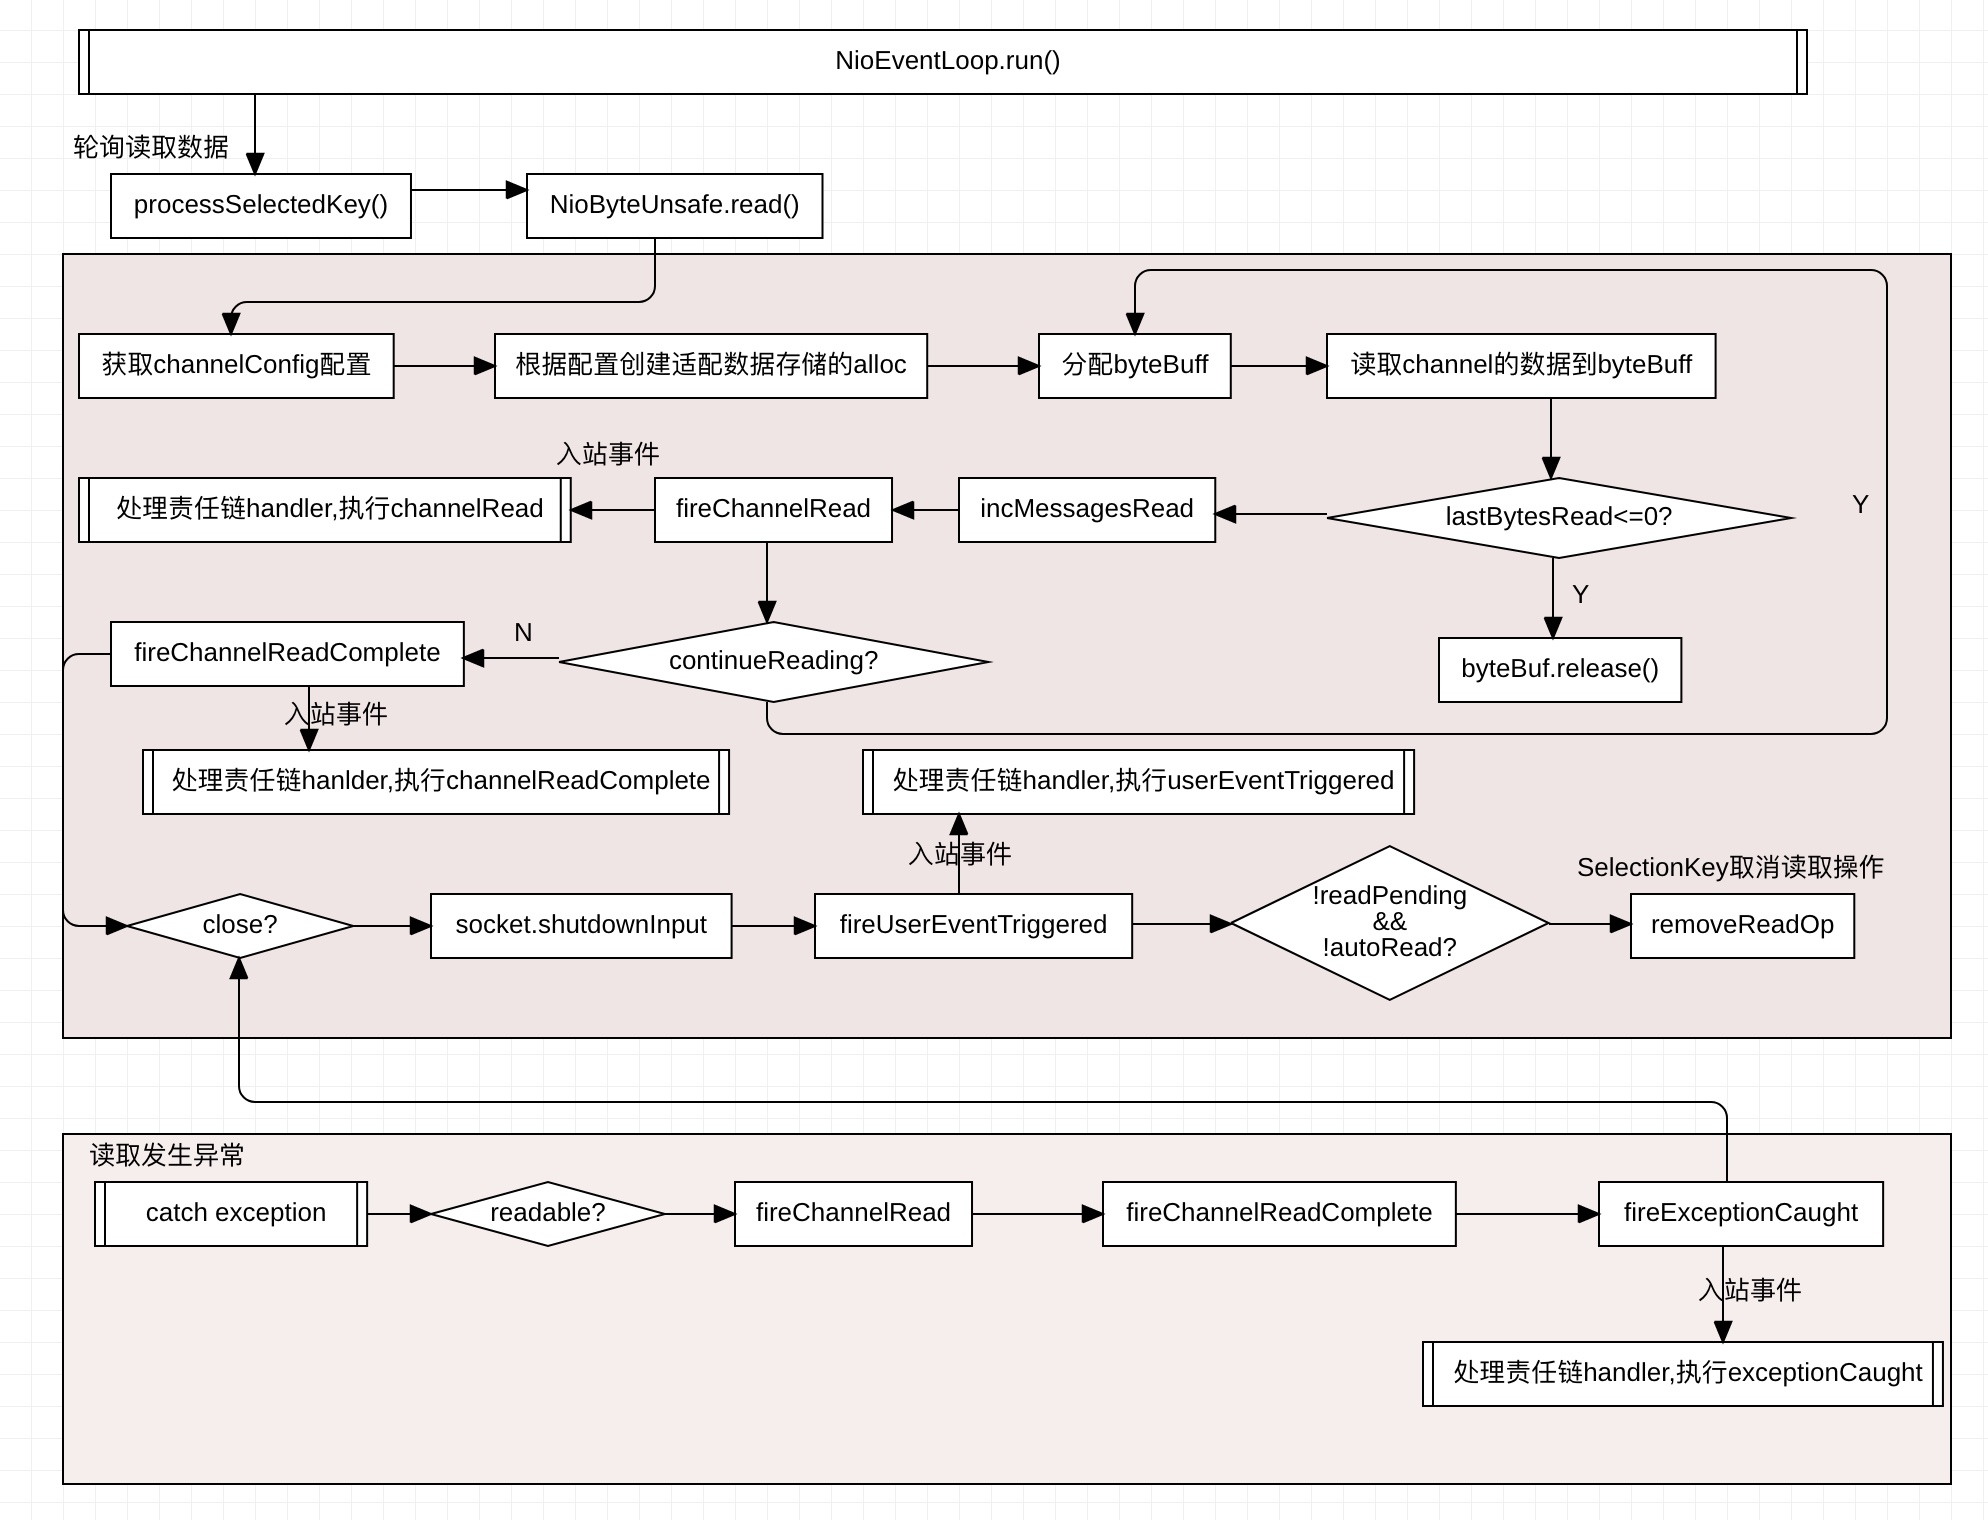 NioEventLoop.run()
轮询读取数据
processSelectedKey()
NioByteUnsafe.read()
获取channelConfig配置
根据配置创建适配数据存储的alloc
分配byteBuff
读取channel的数据到byteBuff
入站事件
处理责任链handler,执行channelRead
fireChannelRead
incMessagesRead
lastBytesRead<=0?
Y
Y
fireChannelReadComplete
N
continueReading?
byteBuf.release()
入站事件
处理责任链hanlder,执行channelReadComplete
处理责任链handler,执行userEventTriggered
入站事件
close?
socket.shutdownInput
fireUserEventTriggered
!readPending
&&
!autoRead?
SelectionKey取消读取操作
removeReadOp
读取发生异常
catch exception
readable?
fireChannelRead
fireChannelReadComplete
fireExceptionCaught
入站事件
处理责任链handler,执行exceptionCaught